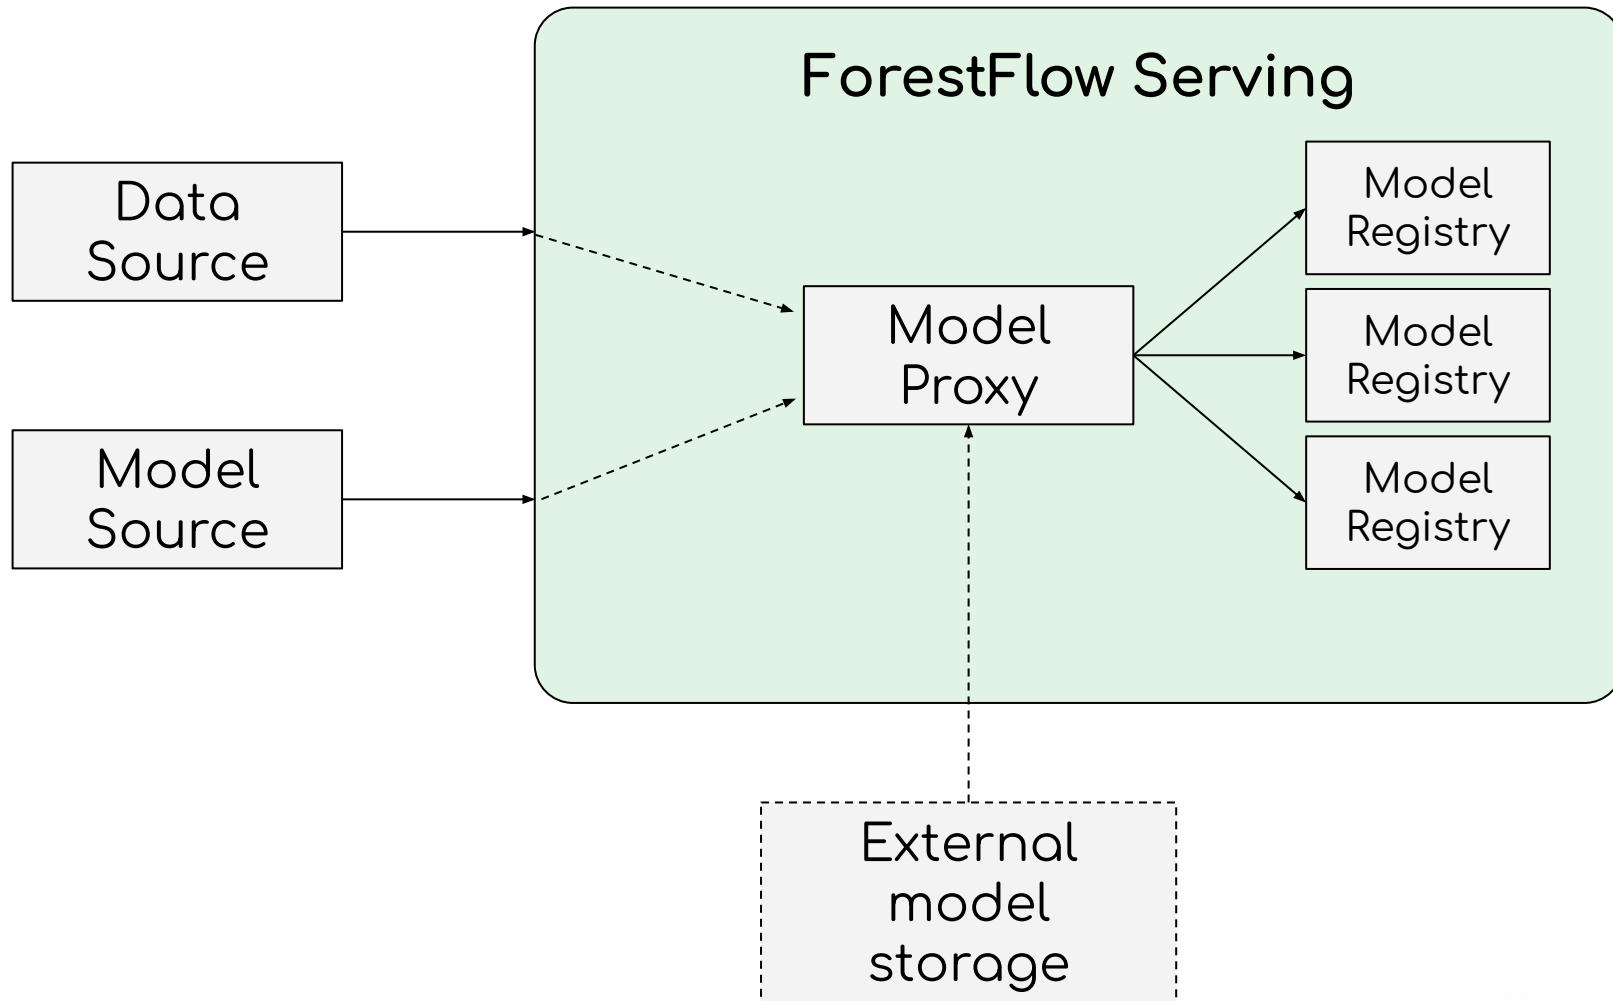 ForestFlow Serving
Data
Source
Model
Source
Model
Proxy
Model
Registry
Model
Registry
Model
Registry
External
model
storage